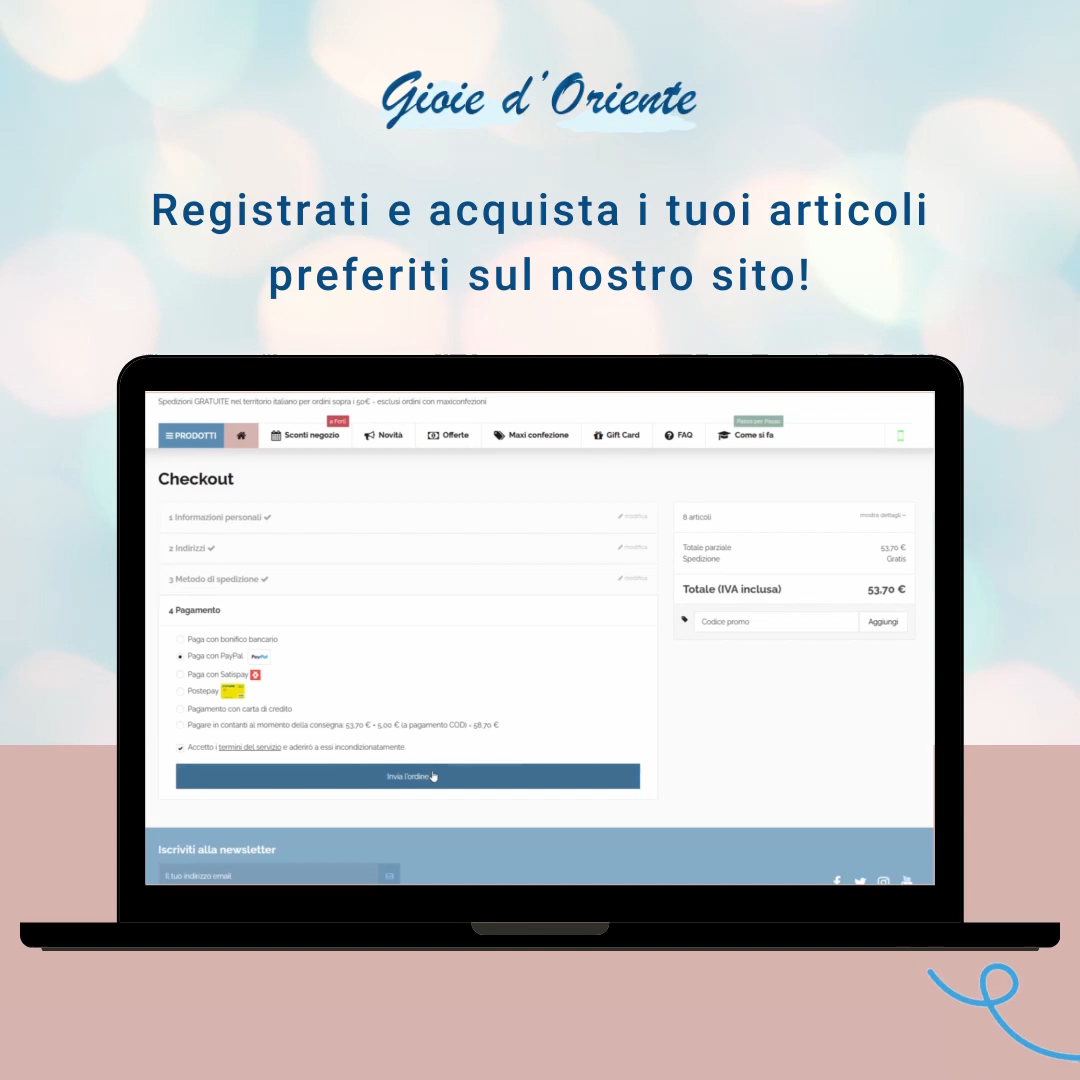 Gioie d'Oriente
Registrati e acquista i tuoi articoli
preferiti sul nostro sito!
Spedizioni GRATUITE nel territorio italiano per ordini sopra i 50€ - esclusi ordini con maxiconfezioni
e Fiori!
Passo per Passo
PRODOTTI Sconti negozio Novità Offerte Maxi confezione Gift Card FAQ Come si fa
Checkout
1 Informazioni personali modifica
8 articoli mostra dettagli
2 Indirizzi modifica
Totale parziale 53,70 €
Spedizione Gratis
3 Metodo di spedizione modifica
Totale (IVA inclusa) 53,70 €
4 Pagamento
Codice promo Aggiungi
Paga con bonifico bancario
Paga con PayPal PayPal
Paga con Satispay
Postepay
Pagamento con carta di credito
Pagare in contanti al momento della consegna: 53,70 € + 5,00 € (a pagamento COD) = 58,70 €
Accetto i termini del servizio e aderirò a essi incondizionatamente.
Invia l'ordine
Iscriviti alla newsletter
Il tuo indirizzo email